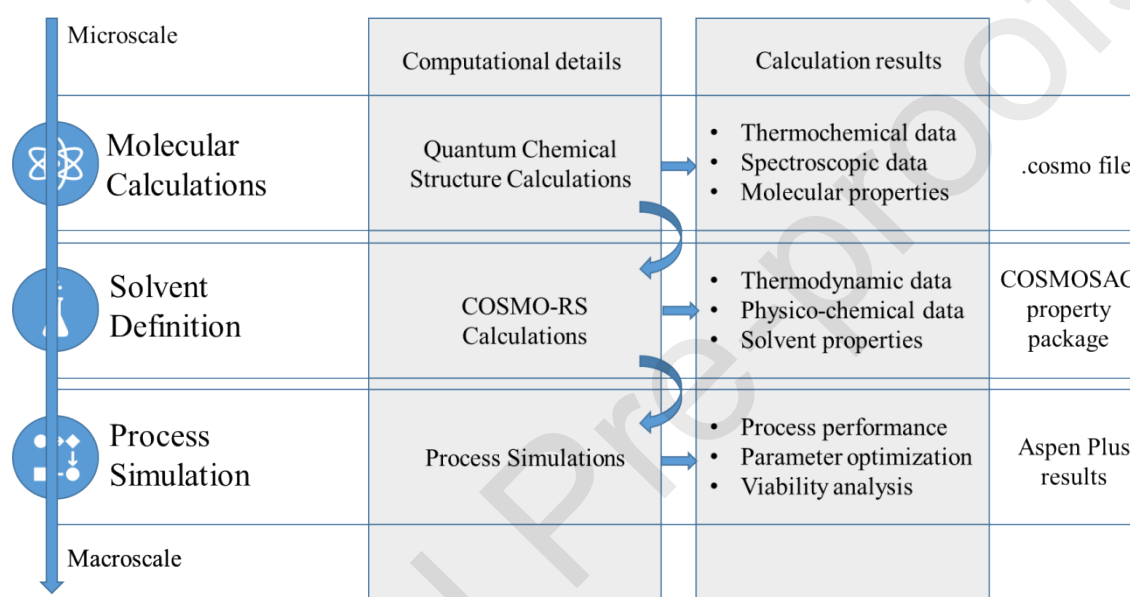 Microscale
Computational details
Calculation results
Molecular
Calculations
Quantum Chemical
Structure Calculations
• Thermochemical data
• Spectroscopic data
• Molecular properties
.cosmo file
Solvent
Definition
COSMO-RS
Calculations
• Thermodynamic data
• Physico-chemical data
• Solvent properties
COSMOSAC
property
package
Process
Simulation
Process Simulations
• Process performance
• Parameter optimization
• Viability analysis
Aspen Plus
results
Macroscale
Pre-proof